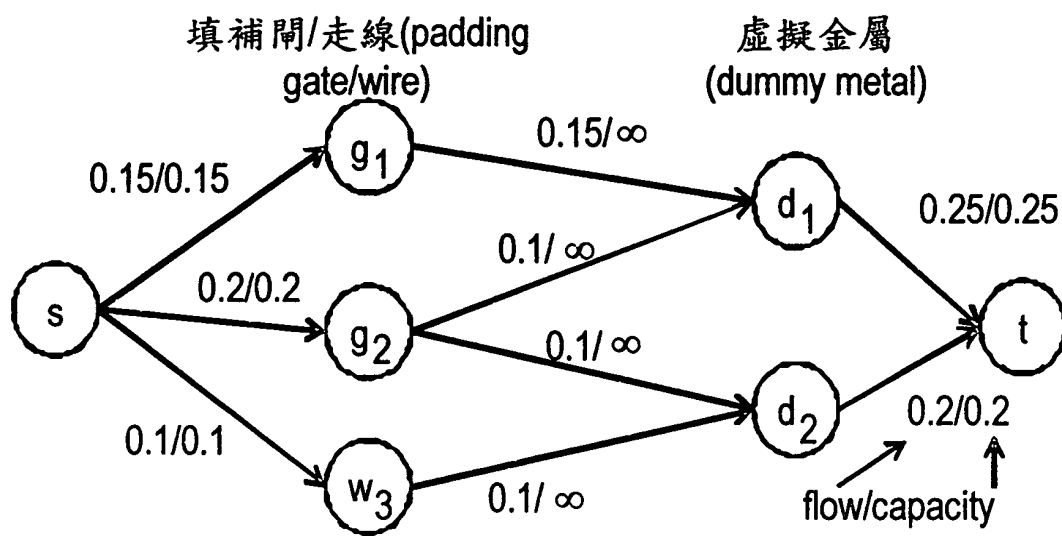 填補閘/走線(padding
gate/wire)
虛擬金屬
(dummy metal)
g1
0.15/∞
0.15/0.15
d1
0.25/0.25
0.1/ ∞
0.2/0.2
s
g2
t
0.1/ ∞
d2
0.2/0.2
0.1/0.1
w3
0.1/ ∞
flow/capacity